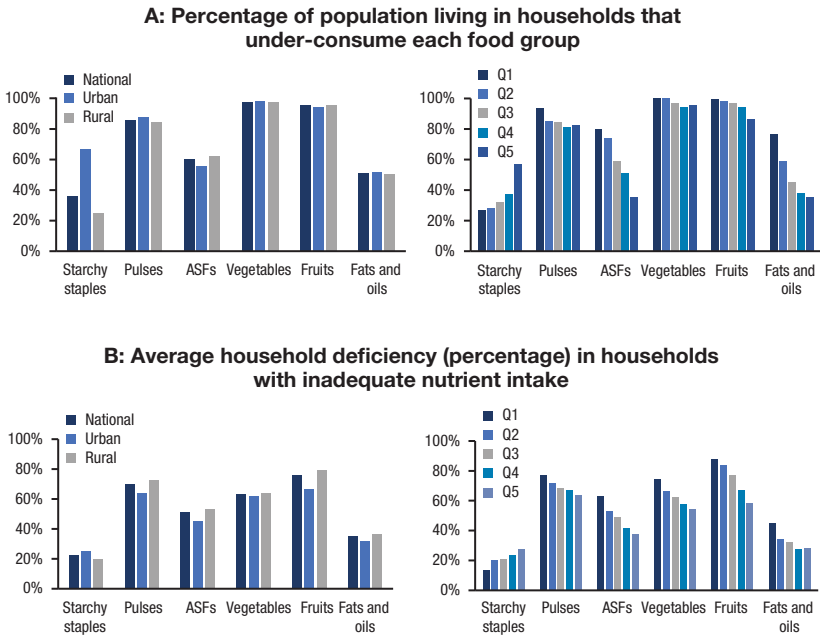 A: Percentage of population living in households that
under-consume each food group
National
Urban
Rural
100%
80%
60%
40%
20%
0%
Starchy
staples
Pulses
ASFs
Vegetables
Fruits
Fats and
oils
Q1
Q2
Q3
Q4
Q5
100%
80%
60%
40%
20%
0%
Starchy
staples
Pulses
ASFs
Vegetables
Fruits
Fats and
oils
B: Average household deficiency (percentage) in households
with inadequate nutrient intake
National
Urban
Rural
100%
80%
60%
40%
20%
0%
Starchy
staples
Pulses
ASFs
Vegetables
Fruits
Fats and
oils
Q1
Q2
Q3
Q4
Q5
100%
80%
60%
40%
20%
0%
Starchy
staples
Pulses
ASFs
Vegetables
Fruits
Fats and
oils